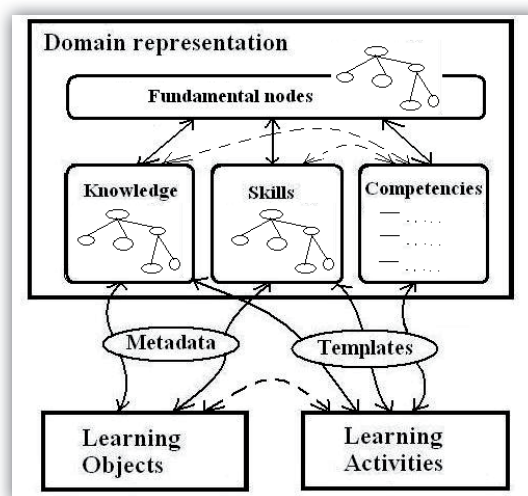 Domain representation
Fundamental nodes
Knowledge
Skills
Competencies
Metadata
Templates
Learning
Objects
Learning
Activities